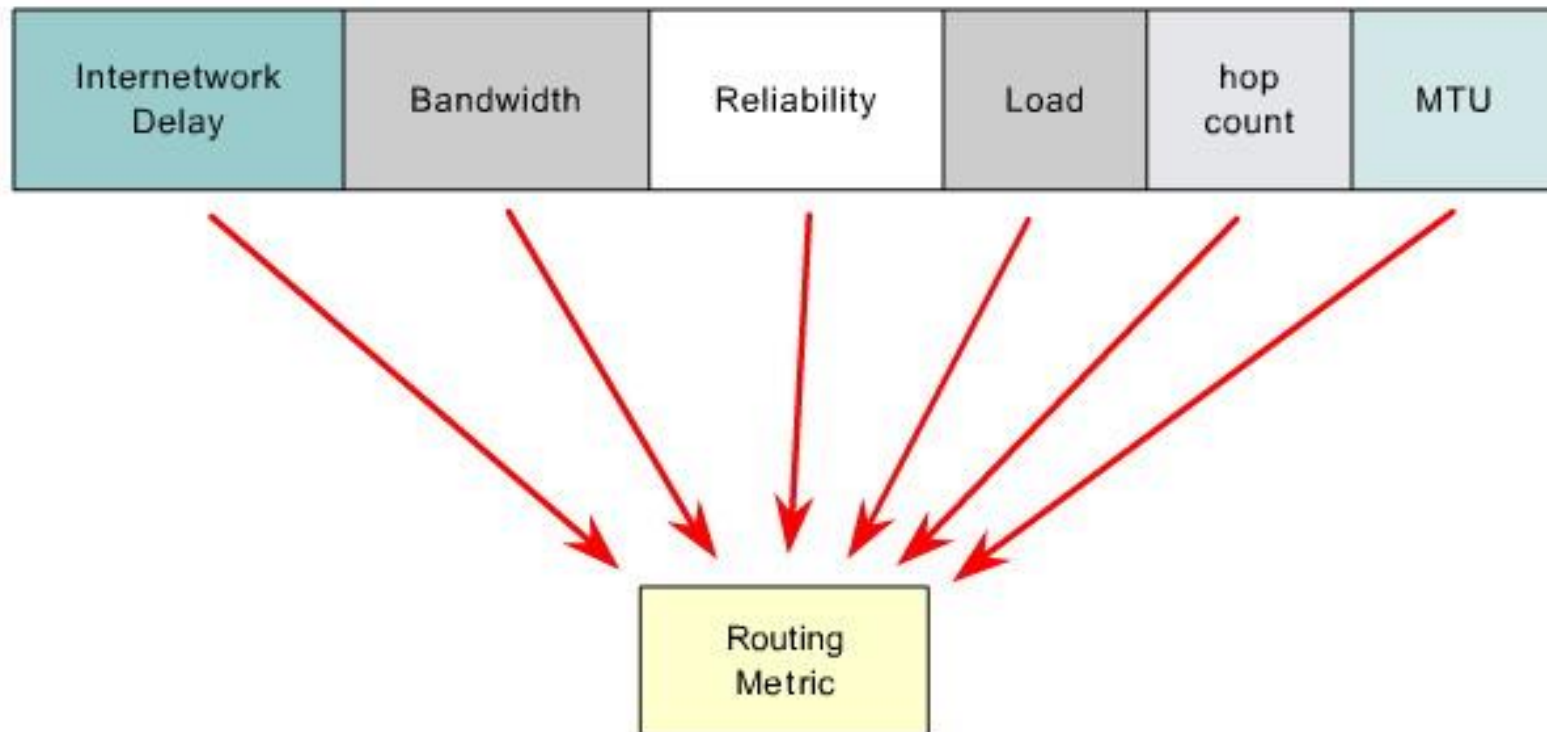 Internetwork
Delay
Bandwidth
Reliability
Load
hop
count
MTU
Routing
Metric